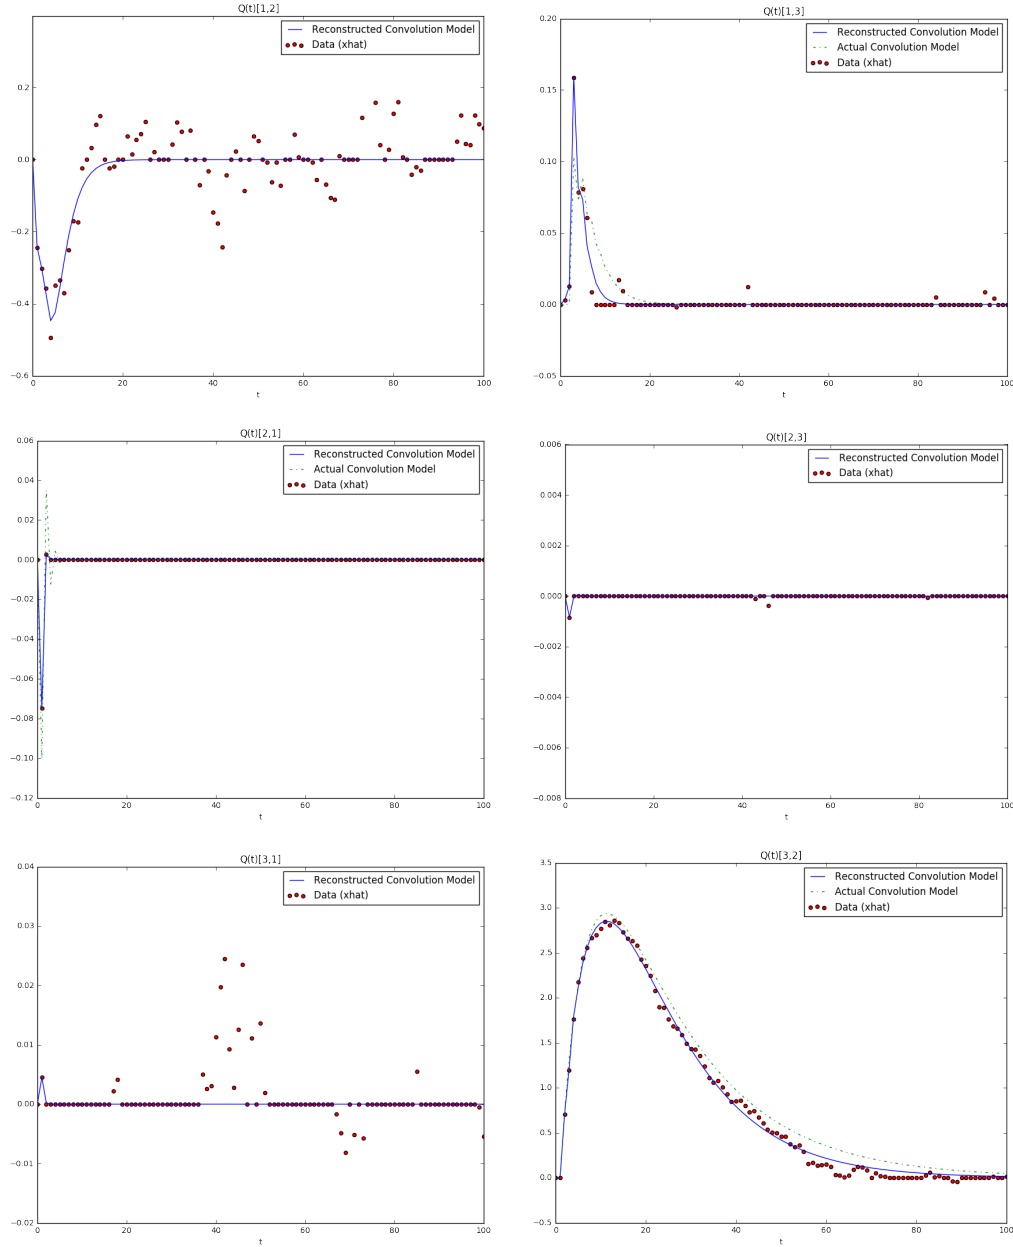 Q(t)[1,2]
Reconstructed Convolution Model
Data (xhat)
0.2
0.0
−0.2
−0.4
−0.6
0 20 40 60 80 100
t
Q(t)[1,3]
Reconstructed Convolution Model
Actual Convolution Model
Data (xhat)
0.20
0.15
0.10
0.05
0.00
−0.05
0 20 40 60 80 100
t
Q(t)[2,1]
Reconstructed Convolution Model
Actual Convolution Model
Data (xhat)
0.06
0.04
0.02
0.00
−0.02
−0.04
−0.06
−0.08
−0.10
−0.12
0 20 40 60 80 100
t
Q(t)[2,3]
Reconstructed Convolution Model
Data (xhat)
0.006
0.004
0.002
0.000
−0.002
−0.004
−0.006
−0.008
0 20 40 60 80 100
t
Q(t)[3,1]
Reconstructed Convolution Model
Data (xhat)
0.04
0.03
0.02
0.01
0.00
−0.01
−0.02
0 20 40 60 80 100
t
Q(t)[3,2]
Reconstructed Convolution Model
Actual Convolution Model
Data (xhat)
3.5
3.0
2.5
2.0
1.5
1.0
0.5
0.0
−0.5
0 20 40 60 80 100
t